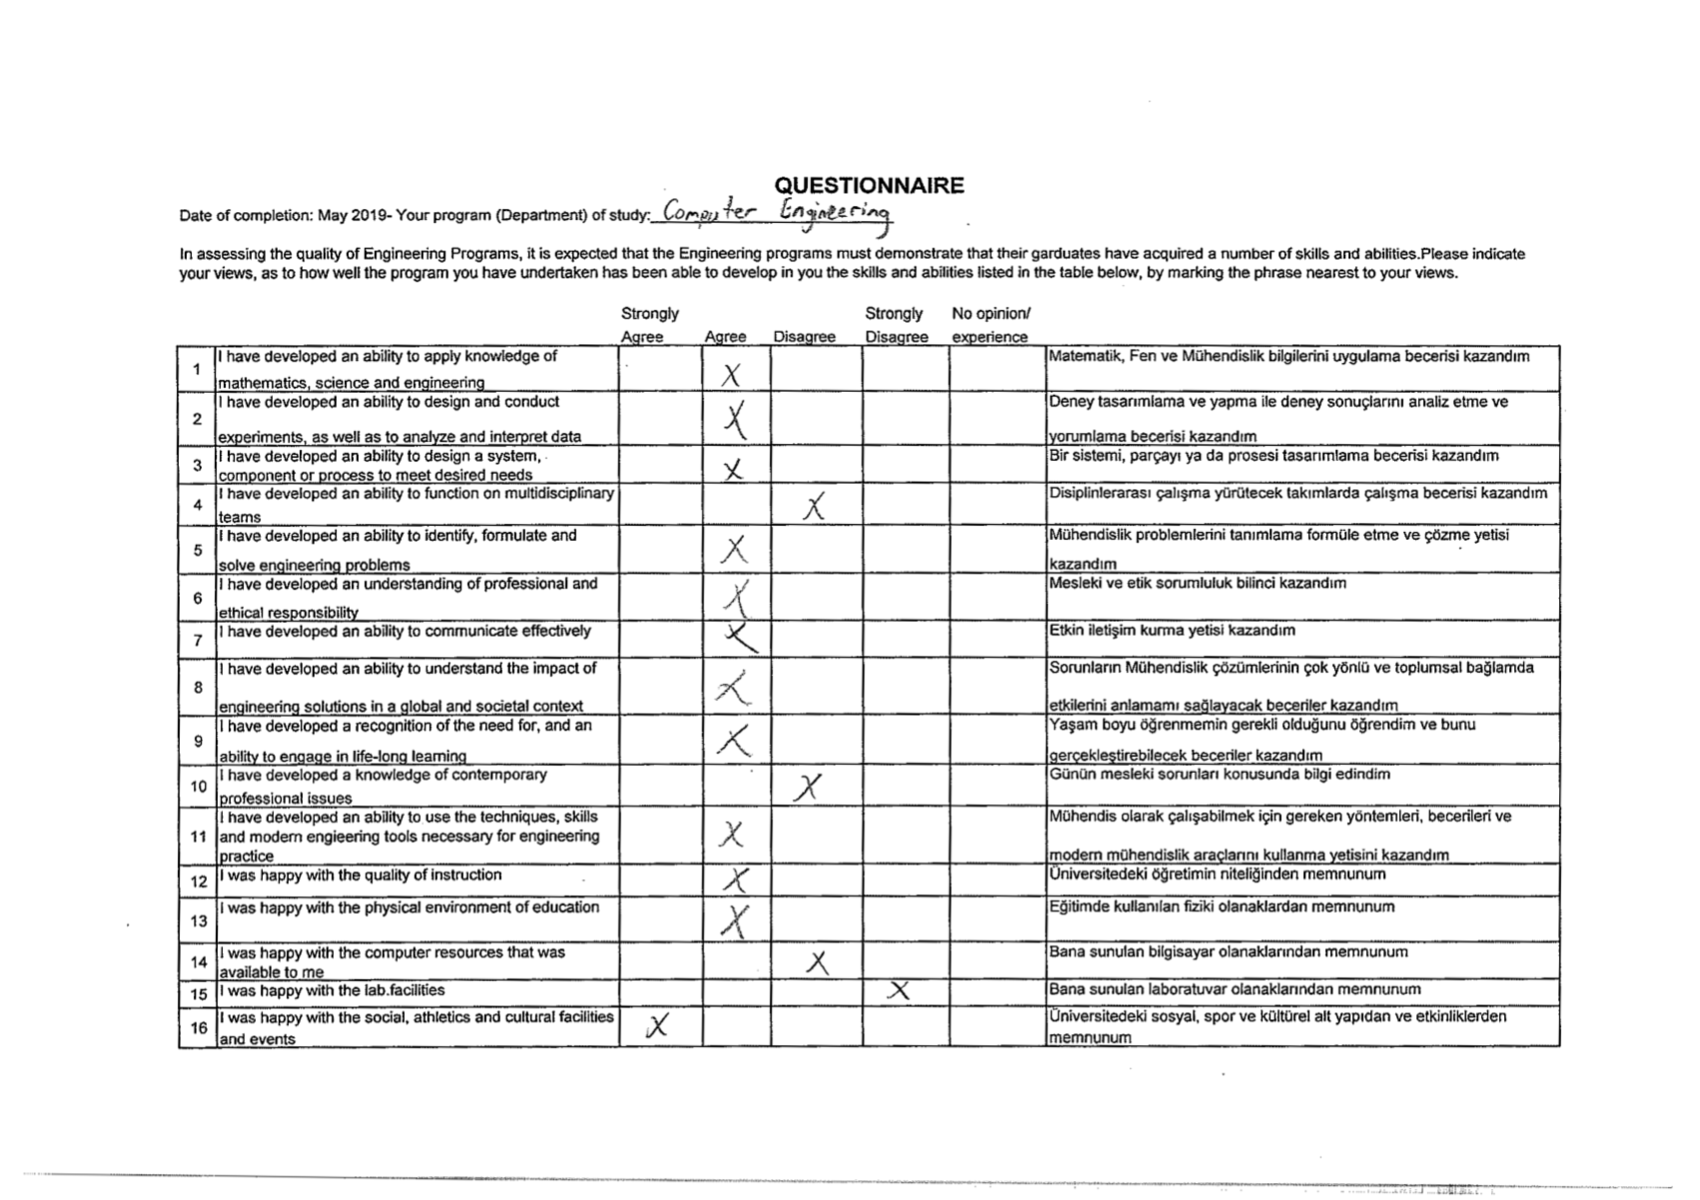 QUESTIONNAIRE
Date of completion: May 2019- Your program (Department) of study: Computer Engineering
In assessing the quality of Engineering Programs, it is expected that the Engineering programs must demonstrate that their garduates have acquired a number of skills and abilities.Please indicate
your views, as to how well the program you have undertaken has been able to develop in you the skills and abilities listed in the table below, by marking the phrase nearest to your views.
Strongly Agree Agree Disagree Strongly Disagree No opinion/ experience
1 I have developed an ability to apply knowledge of
mathematics, science and engineering X
Matematik, Fen ve Mühendislik bilgilerini uygulama becerisi kazandım
2 I have developed an ability to design and conduct
experiments, as well as to analyze and interpret data X
Deney tasarımlama ve yapma ile deney sonuçlarını analiz etme ve
yorumlama becerisi kazandım
3 I have developed an ability to design a system,
component or process to meet desired needs X
Bir sistemi, parçayı ya da prosesi tasarımlama becerisi kazandım
4 I have developed an ability to function on multidisciplinary
teams X
Disiplinlerarası çalışma yürütecek takımlarda çalışma becerisi kazandım
5 I have developed an ability to identify, formulate and
solve engineering problems X
Mühendislik problemlerini tanımlama formüle etme ve çözme yetisi
kazandım
6 I have developed an understanding of professional and
ethical responsibility X
Mesleki ve etik sorumluluk bilinci kazandım
7 I have developed an ability to communicate effectively X
Etkin iletişim kurma yetisi kazandım
8 I have developed an ability to understand the impact of
engineering solutions in a global and societal context X
Sorunların Mühendislik çözümlerinin çok yönlü ve toplumsal bağlamda
etkilerini anlamamı sağlayacak beceriler kazandım
9 I have developed a recognition of the need for, and an
ability to engage in life-long learning X
Yaşam boyu öğrenmemin gerekli olduğunu öğrendim ve bunu
gerçekleştirebilecek beceriler kazandım
10 I have developed a knowledge of contemporary
professional issues X
Günün mesleki sorunları konusunda bilgi edindim
11 I have developed an ability to use the techniques, skills
and modern engieering tools necessary for engineering
practice X
Mühendis olarak çalışabilmek için gereken yöntemleri, becerileri ve
modern mühendislik araçlarını kullanma yetisini kazandım
12 I was happy with the quality of instruction X
Üniversitedeki öğretimin niteliğinden memnunum
13 I was happy with the physical environment of education X
Eğitimde kullanılan fiziki olanaklardan memnunum
14 I was happy with the computer resources that was
available to me X
Bana sunulan bilgisayar olanaklarından memnunum
15 I was happy with the lab.facilities X
Bana sunulan laboratuvar olanaklarından memnunum
16 I was happy with the social, athletics and cultural facilities
and events X
Üniversitedeki sosyal, spor ve kültürel alt yapıdan ve etkinliklerden
memnunum